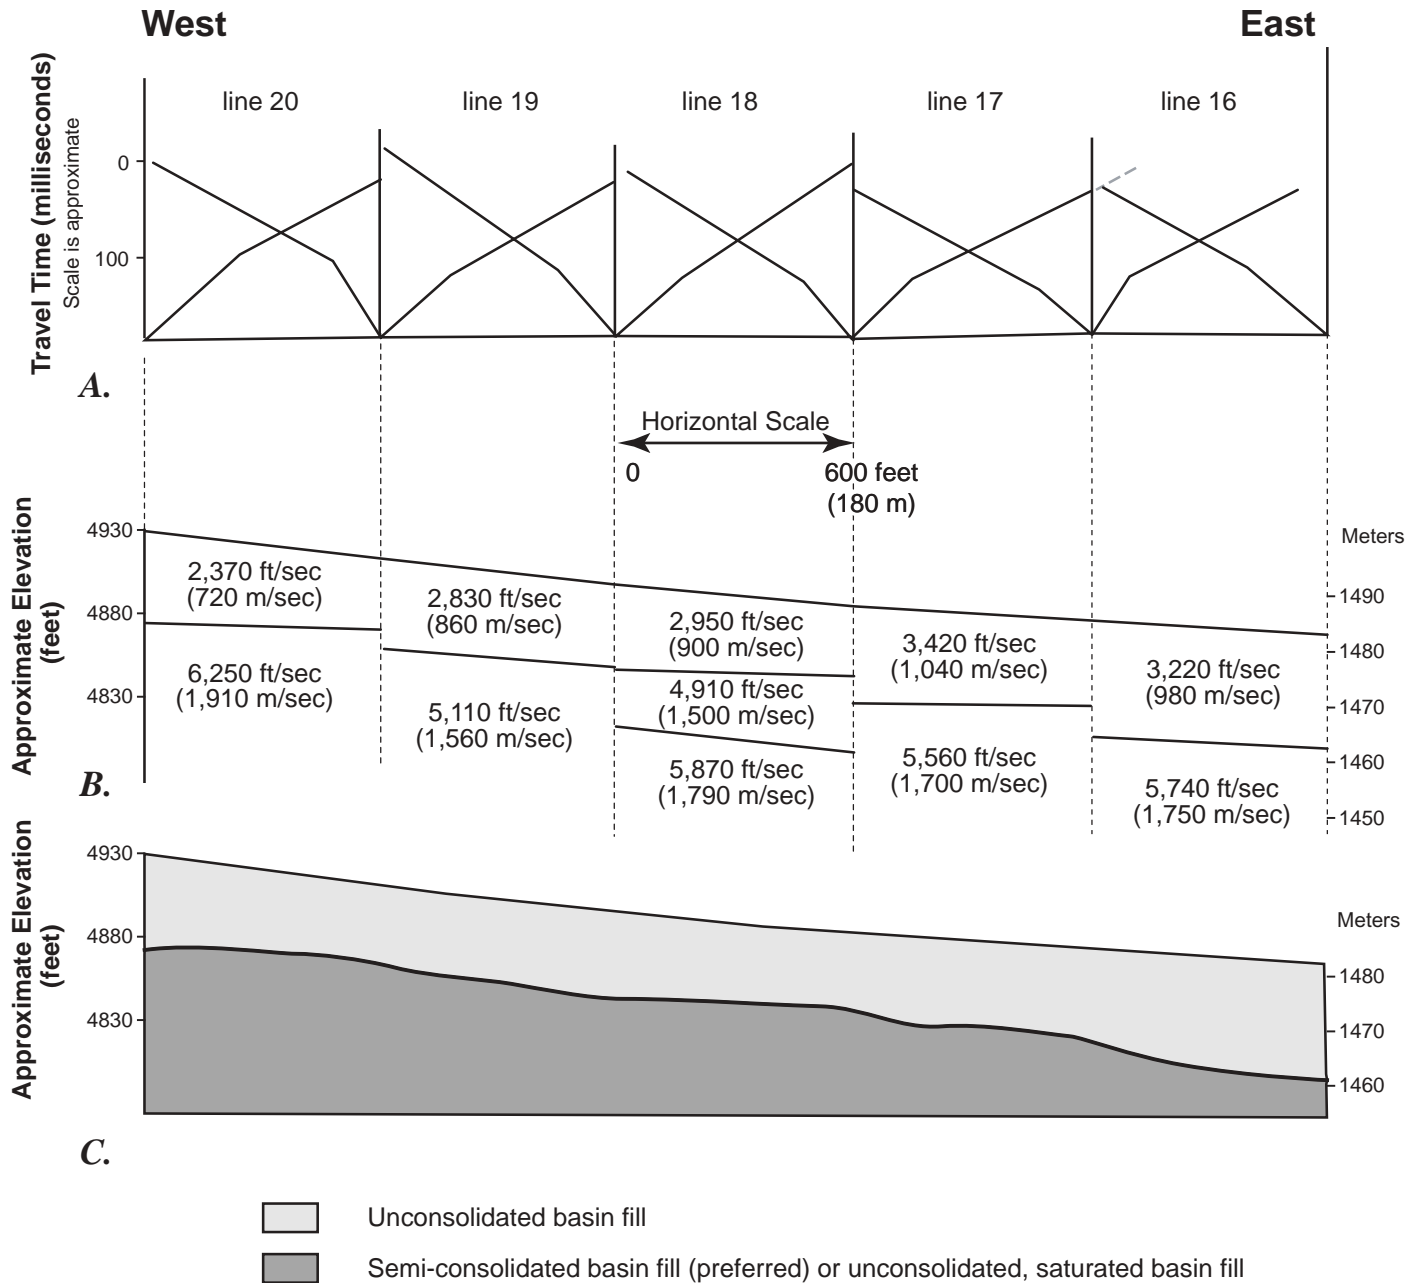 West
East
Travel Time (milliseconds)
Scale is approximate
line 20
line 19
line 18
line 17
line 16
0
100
A.
Horizontal Scale
0
600 feet
(180 m)
Approximate Elevation
(feet)
4930
4880
4830
Meters
1490
1480
1470
1460
1450
2,370 ft/sec
(720 m/sec)
6,250 ft/sec
(1,910 m/sec)
2,830 ft/sec
(860 m/sec)
5,110 ft/sec
(1,560 m/sec)
2,950 ft/sec
(900 m/sec)
4,910 ft/sec
(1,500 m/sec)
5,870 ft/sec
(1,790 m/sec)
3,420 ft/sec
(1,040 m/sec)
5,560 ft/sec
(1,700 m/sec)
3,220 ft/sec
(980 m/sec)
5,740 ft/sec
(1,750 m/sec)
B.
Approximate Elevation
(feet)
4930
4880
4830
Meters
1480
1470
1460
C.
Unconsolidated basin fill
Semi-consolidated basin fill (preferred) or unconsolidated, saturated basin fill